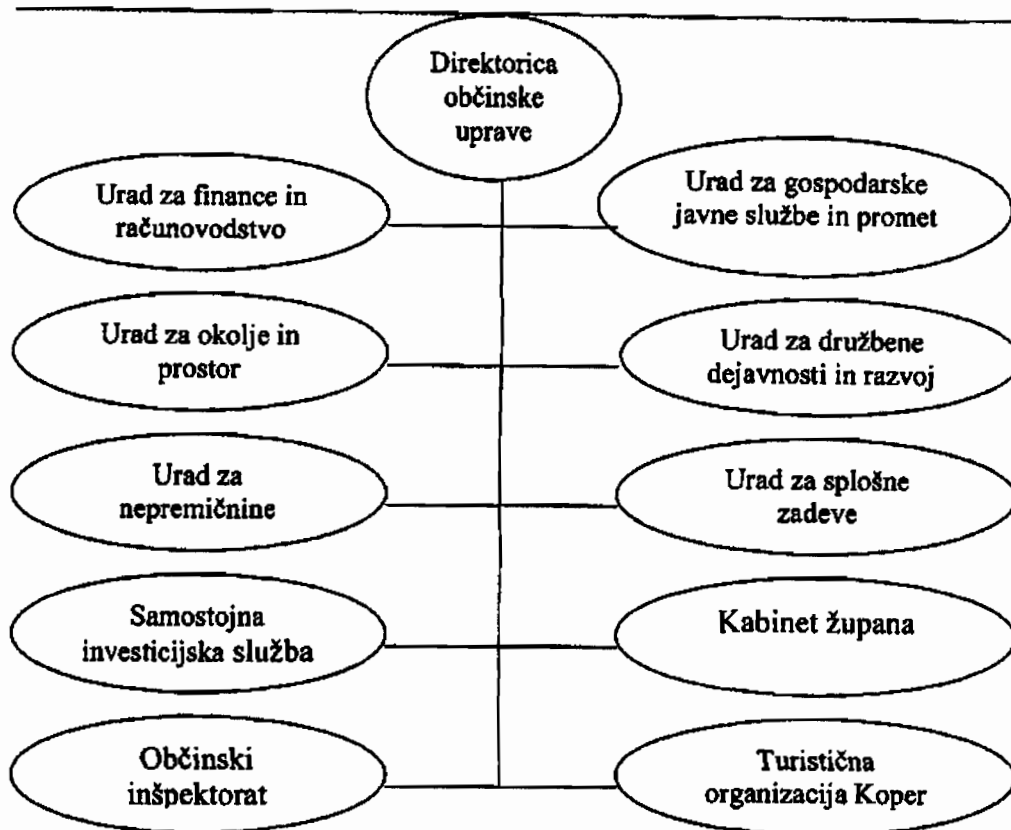 Direktorica
občinske
uprave
Urad za finance in
računovodstvo
Urad za gospodarske
javne službe in promet
Urad za okolje in
prostor
Urad za družbene
dejavnosti in razvoj
Urad za
nepremičnine
Urad za splošne
zadeve
Samostojna
investicijska služba
Kabinet župana
Občinski
inšpektorat
Turistična
organizacija Koper